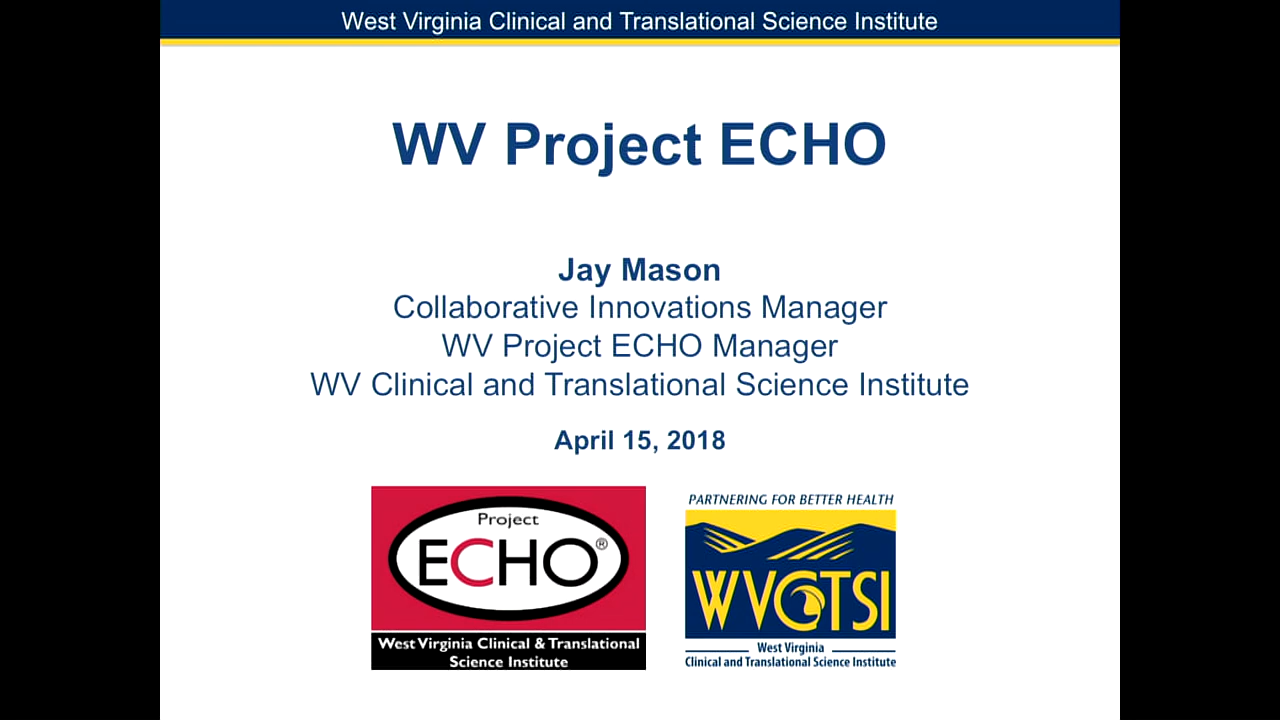 West Virginia Clinical and Translational Science Institute
WV Project ECHO
Jay Mason
Collaborative Innovations Manager
WV Project ECHO Manager
WV Clinical and Translational Science Institute
April 15, 2018
Project
ECHO®
West Virginia Clinical & Translational
Science Institute
PARTNERING FOR BETTER HEALTH
WVCTSI
West Virginia
Clinical and Translational Science Institute